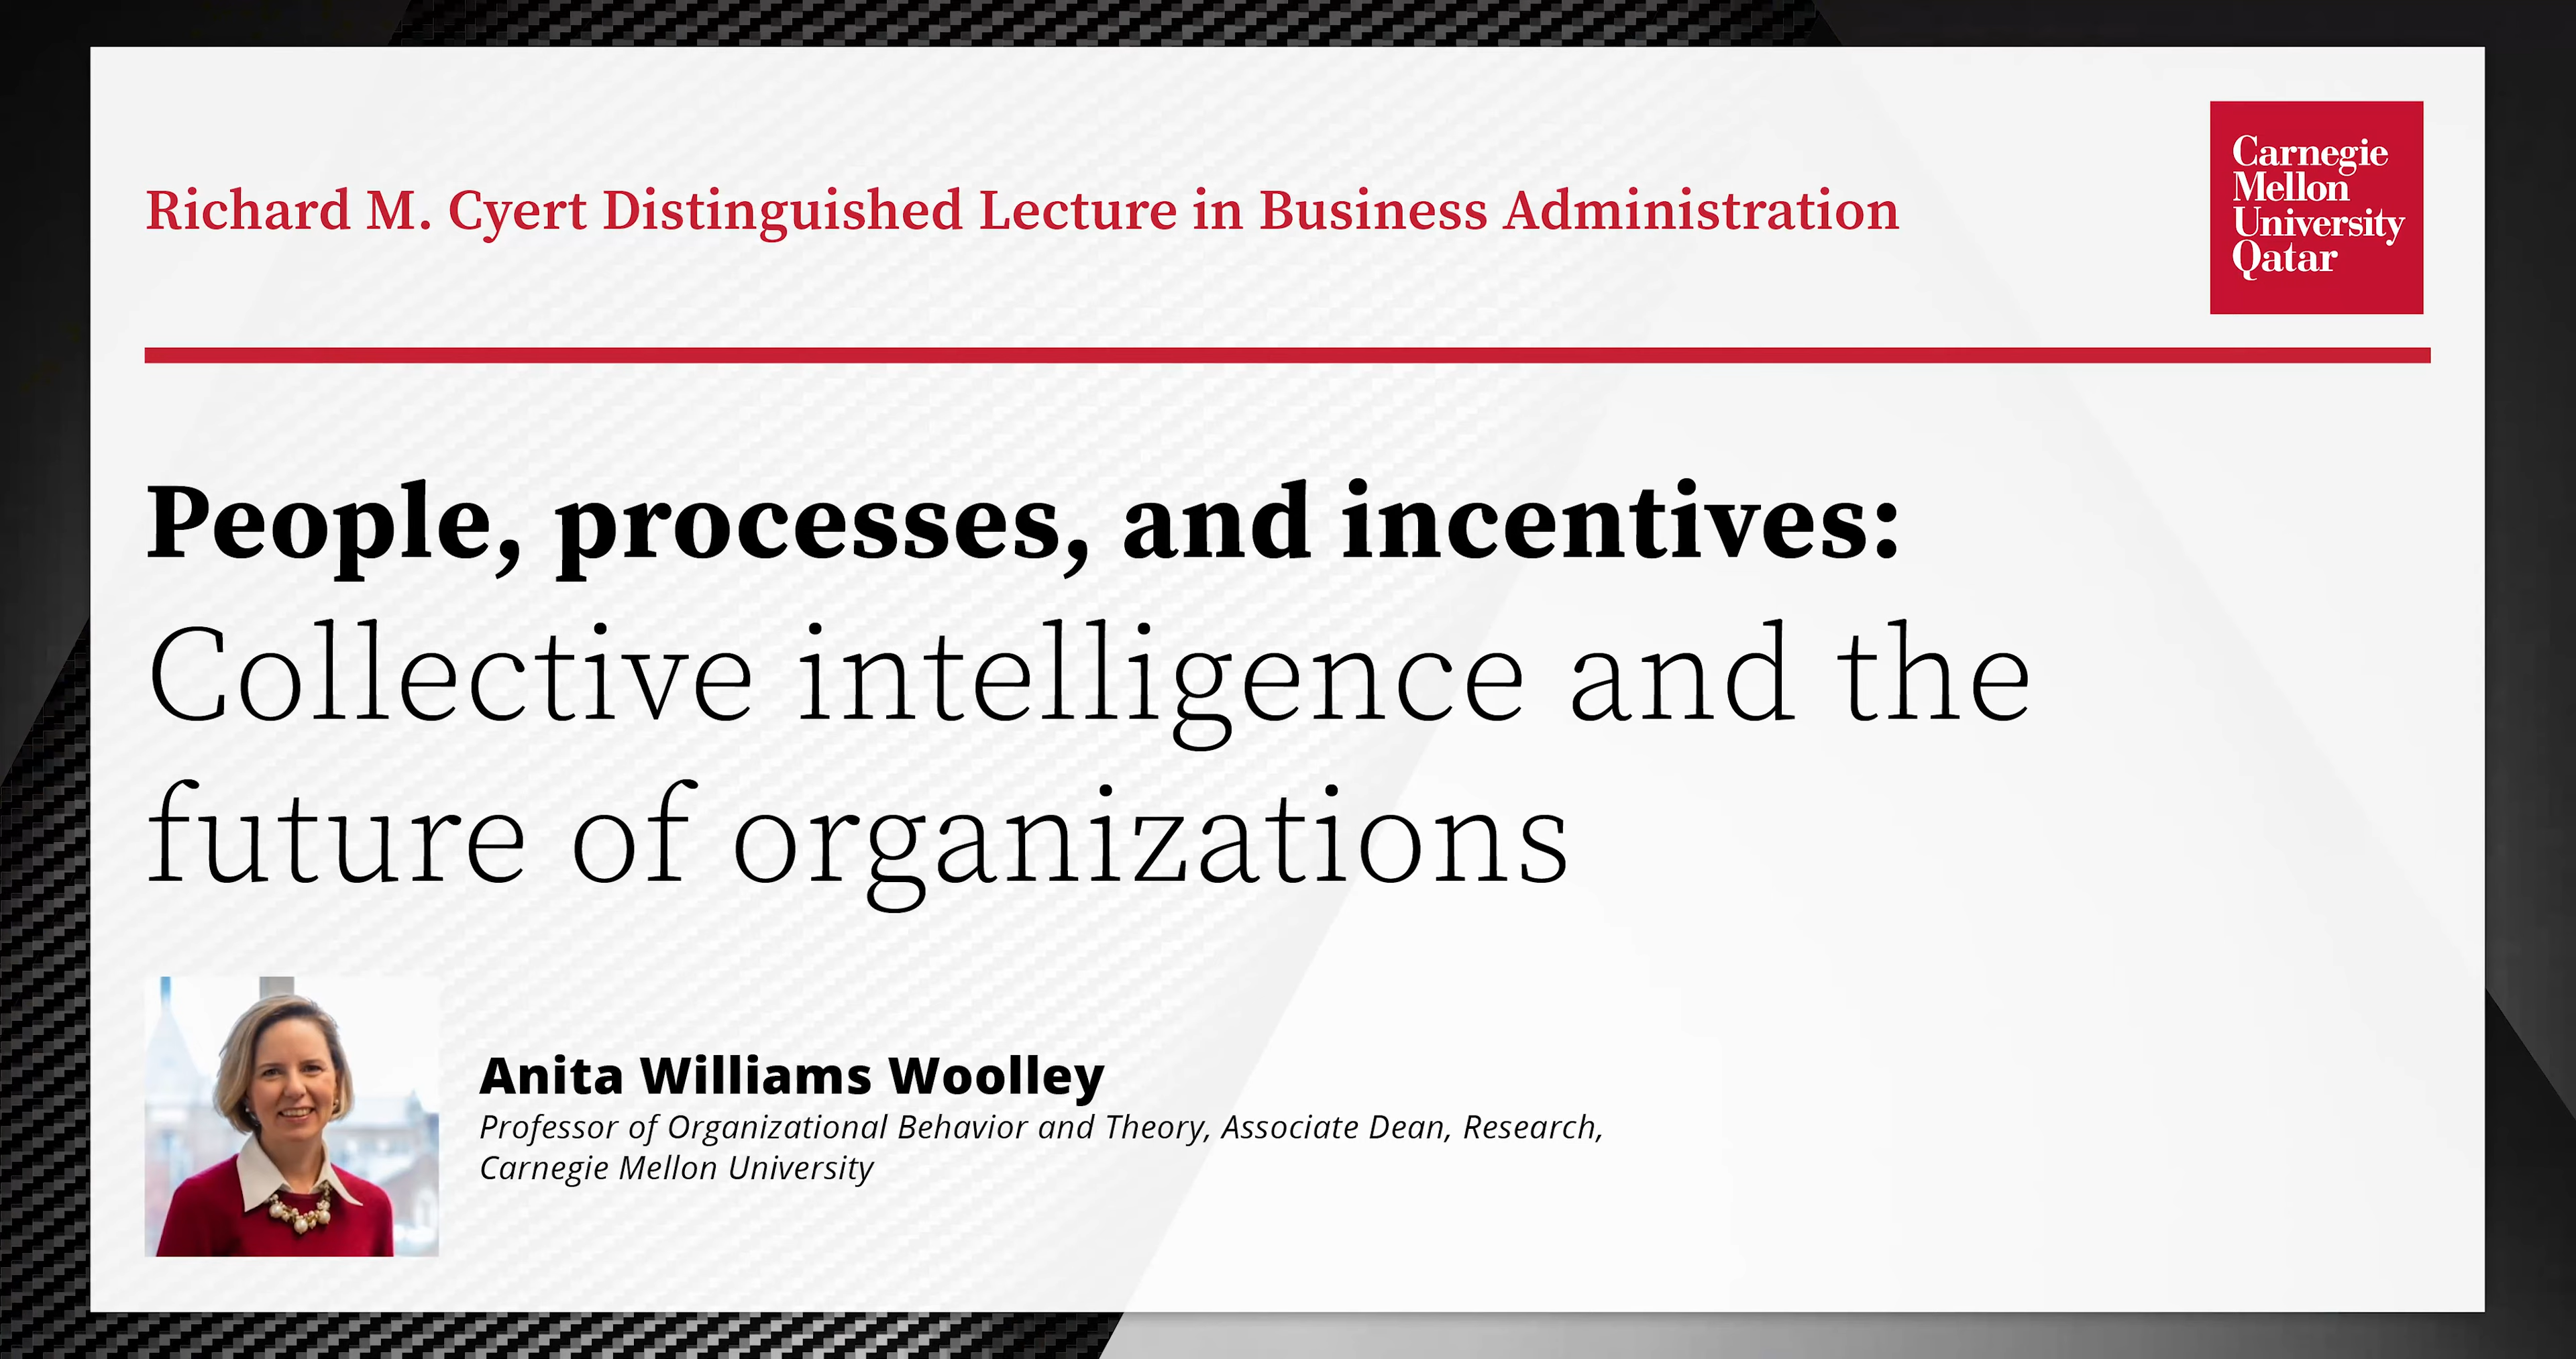 Richard M. Cyert Distinguished Lecture in Business Administration
Carnegie
Mellon
University
Qatar
People, processes, and incentives:
Collective intelligence and the
future of organizations
Anita Williams Woolley
Professor of Organizational Behavior and Theory, Associate Dean, Research,
Carnegie Mellon University